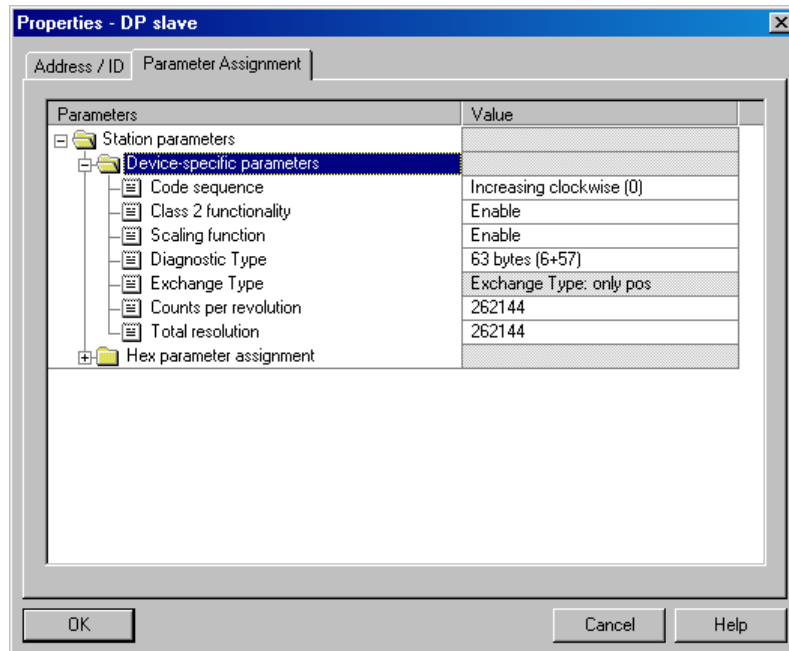 Properties - DP slave
Address / ID Parameter Assignment
Parameters Value
Station parameters
Device-specific parameters
Code sequence Increasing clockwise (0)
Class 2 functionality Enable
Scaling function Enable
Diagnostic Type 63 bytes (6+57)
Exchange Type Exchange Type: only pos
Counts per revolution 262144
Total resolution 262144
Hex parameter assignment
OK Cancel Help